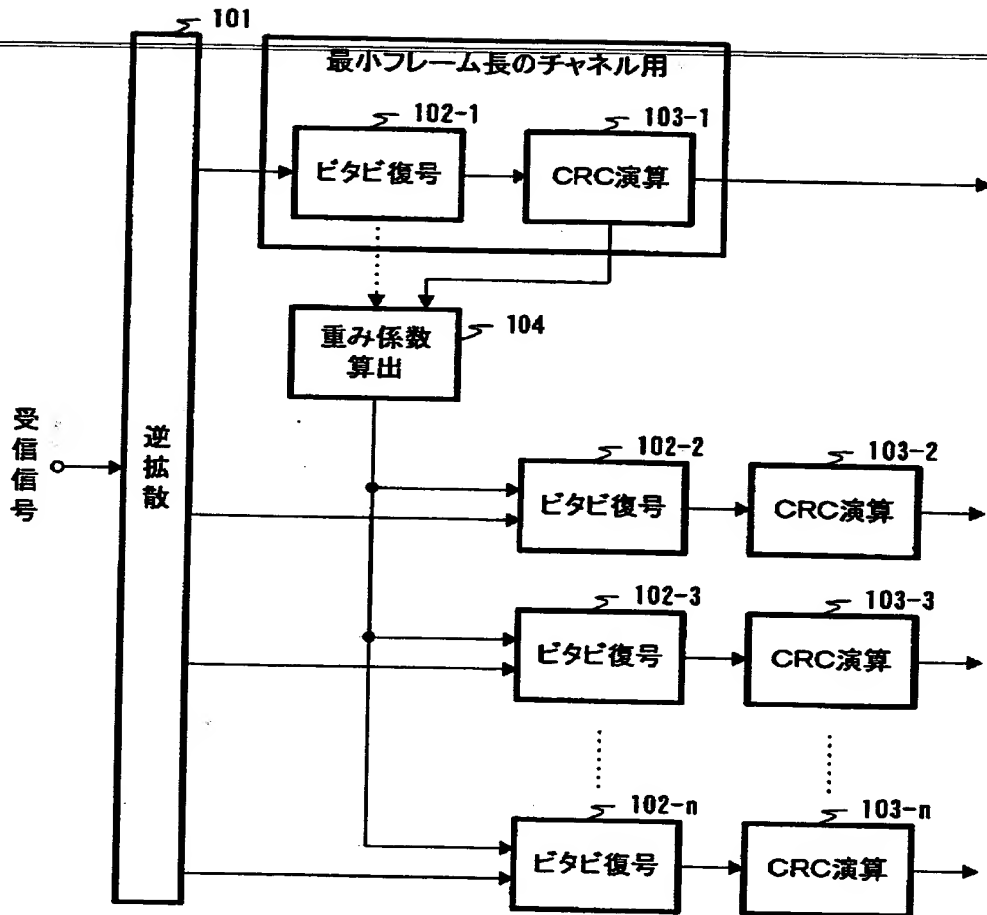 101
最小フレーム長のチャネル用
102-1
103-1
ビタビ復号
CRC演算
104
重み係数
算出
受信信号
逆拡散
102-2
103-2
ビタビ復号
CRC演算
102-3
103-3
ビタビ復号
CRC演算
102-n
103-n
ビタビ復号
CRC演算